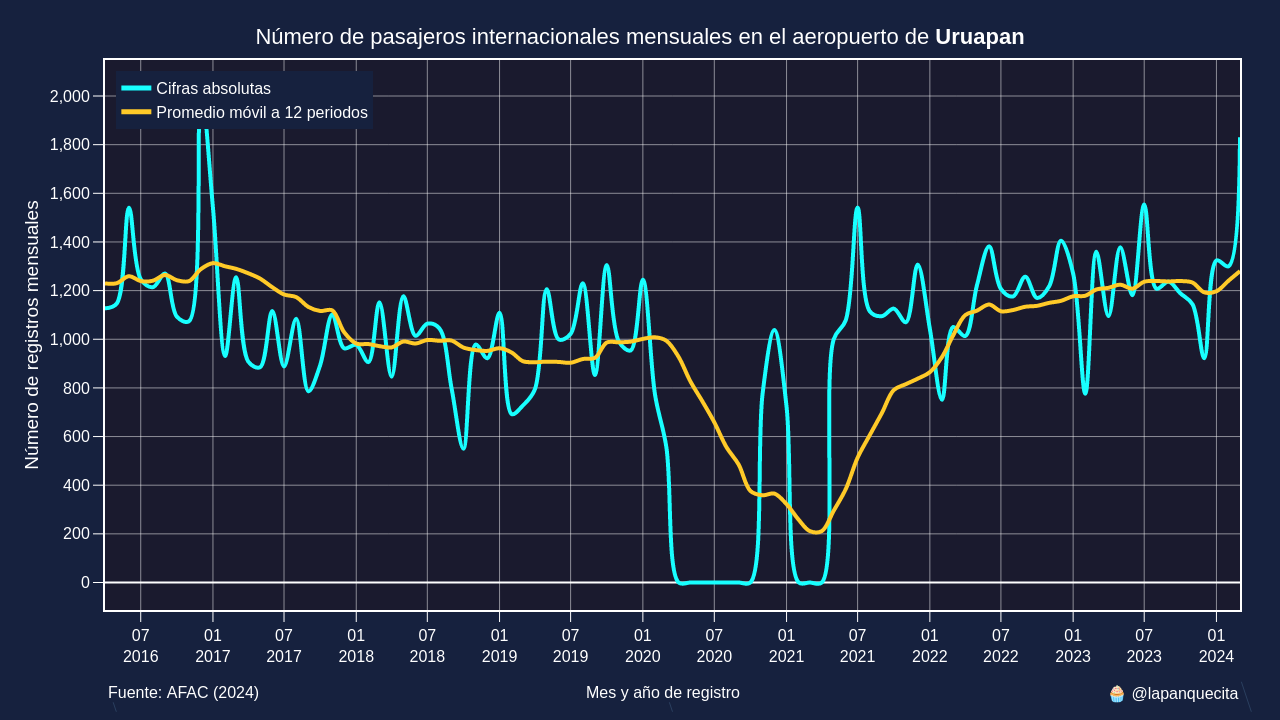 Número de pasajeros internacionales mensuales en el aeropuerto de Uruapan
Cifras absolutas
Promedio móvil a 12 periodos
Número de registros mensuales
2,000
1,800
1,600
1,400
1,200
1,000
800
600
400
200
0
07 01 07 01 07 01 07 01 07 01 07 01 07 01 07 01
2016 2017 2017 2018 2018 2019 2019 2020 2020 2021 2021 2022 2022 2023 2023 2024
Fuente: AFAC (2024)
Mes y año de registro
🧁 @lapanquecita